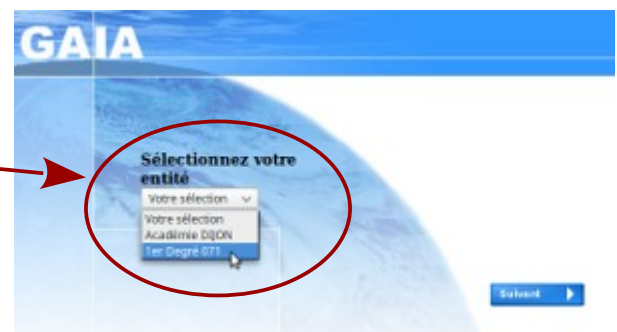 GAIA
Sélectionnez votre
entité
Votre sélection
Votre sélection
Académie DIJON
1er Degré 071
Suivant